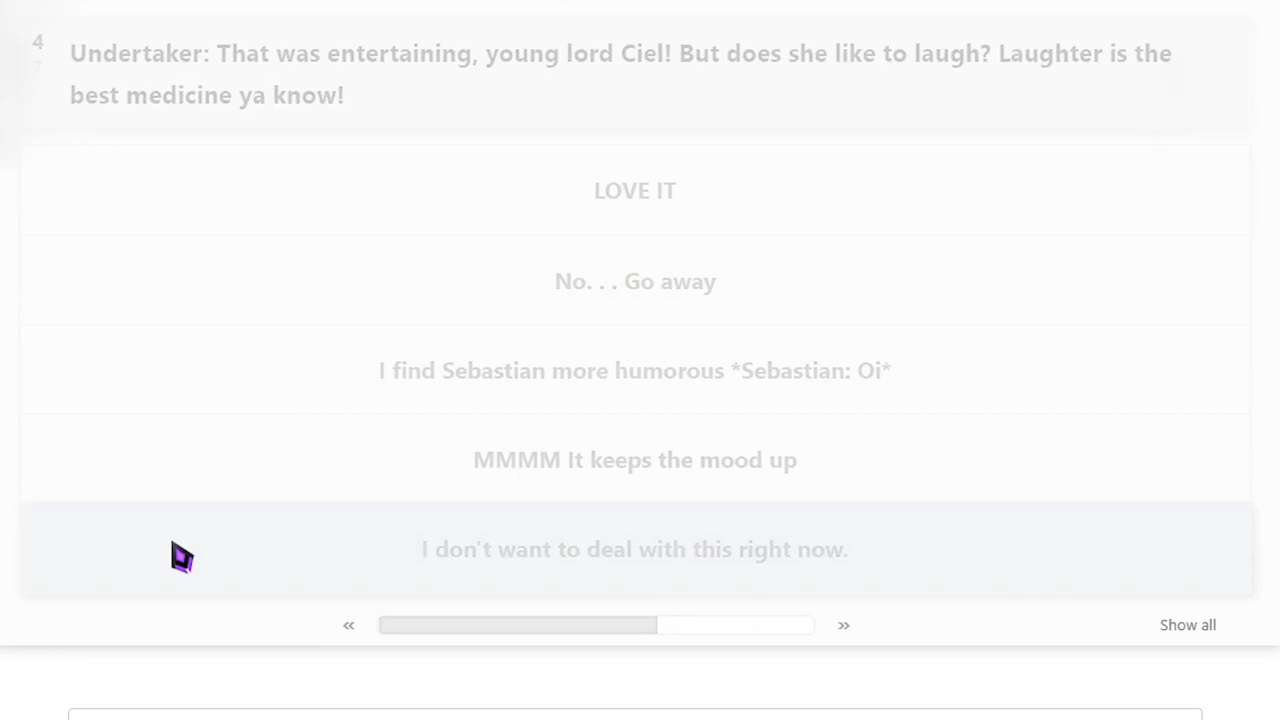 4
7
Undertaker: That was entertaining, young lord Ciel! But does she like to laugh? Laughter is the
best medicine ya know!
LOVE IT
No. . . Go away
I find Sebastian more humorous *Sebastian: Oi*
MMMM It keeps the mood up
I don't want to deal with this right now.
« »
Show all